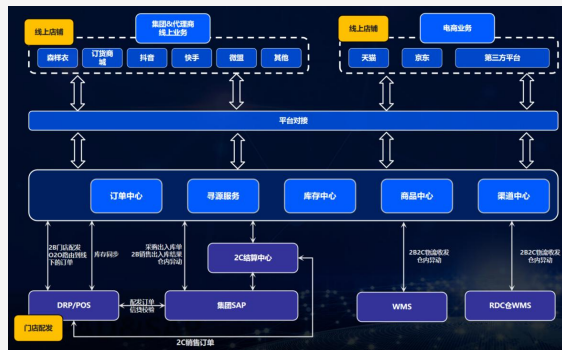 线上店铺
集团&代理商
线上业务
森样衣
订货商
城
抖音
快手
微盟
其他
线上店铺
电商业务
天猫
京东
第三方平台
平台对接
订单中心
寻源服务
库存中心
商品中心
渠道中心
2B门店配发
O2O路由到线
下的订单
库存同步
采购出入库单
2B销售出入库结果
仓内异动
2C结算中心
2B2C物流收发
仓内异动
2B2C物流收发
仓内异动
DRP/POS
配发订单
信贷校验
集团SAP
WMS
RDC仓WMS
门店配发
2C销售订单